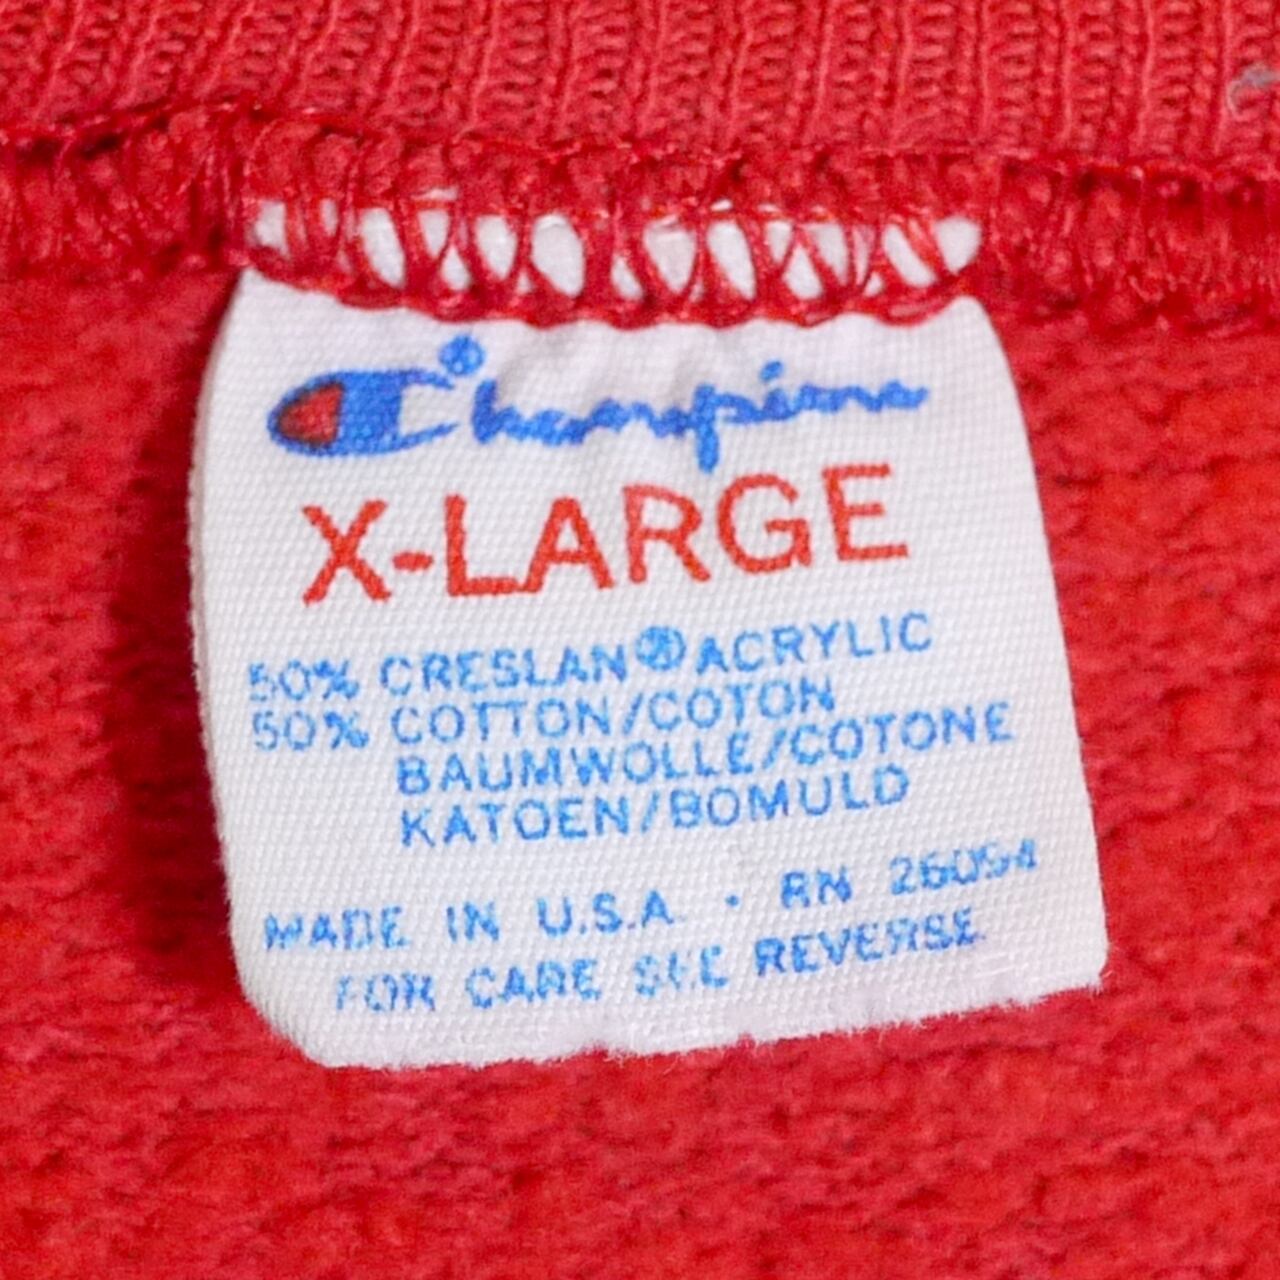 Champion®
X-LARGE
50% CRESLAN® ACRYLIC
50% COTTON/COTON
BAUMWOLLE/COTONE
KATOEN/BOMULD
MADE IN U.S.A. · RN 26094
FOR CARE SEE REVERSE